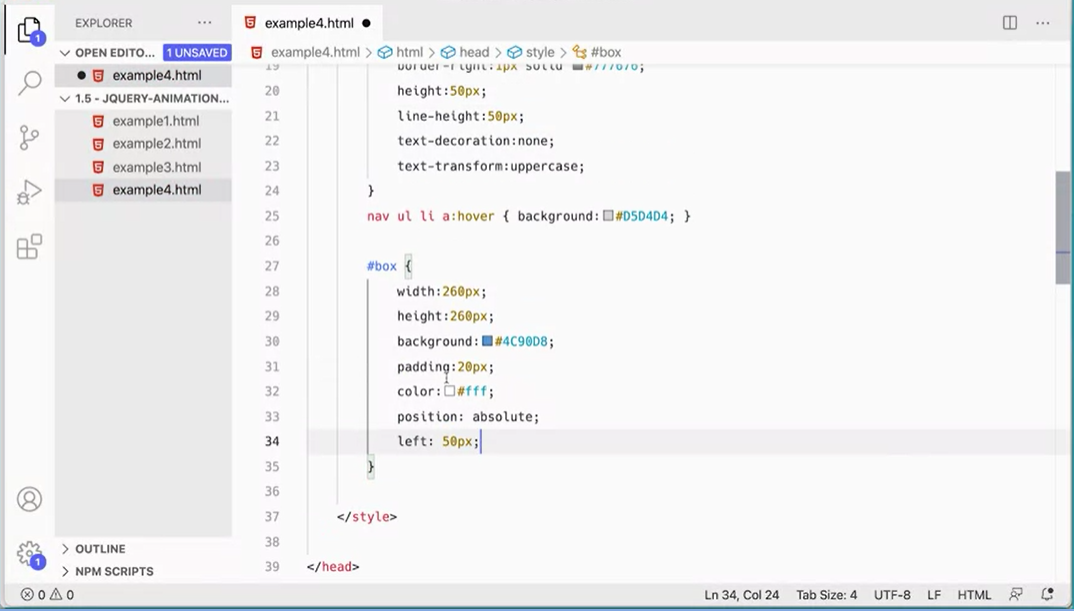 EXPLORER
example4.html
OPEN EDITO... 1 UNSAVED
example4.html > html > head > style > #box
example4.html
1.5 - JQUERY-ANIMATION...
example1.html
example2.html
example3.html
example4.html
OUTLINE
NPM SCRIPTS
19 border-right:1px solid #777676;
20 height:50px;
21 line-height:50px;
22 text-decoration:none;
23 text-transform:uppercase;
24 }
25 nav ul li a:hover { background:#D5D4D4; }
26
27 #box {
28 width:260px;
29 height:260px;
30 background:#4C90D8;
31 padding:20px;
32 color:#fff;
33 position: absolute;
34 left: 50px;
35 }
36
37 </style>
38
39 </head>
1
1
0 0
Ln 34, Col 24 Tab Size: 4 UTF-8 LF HTML